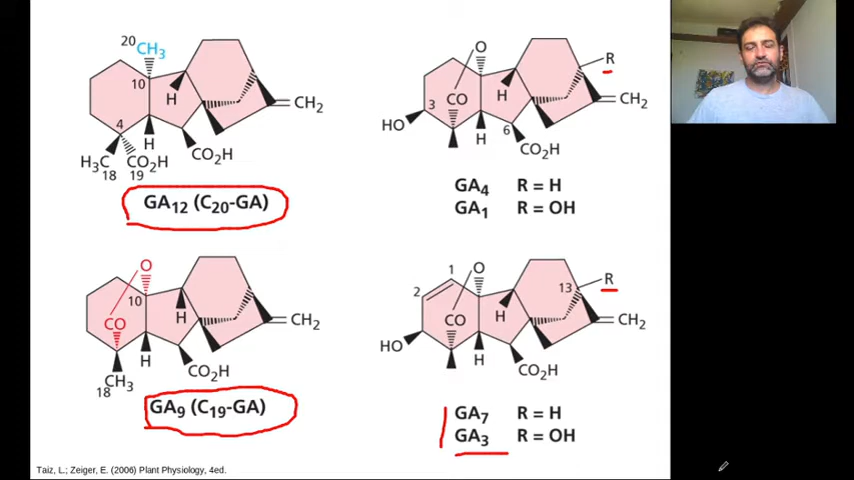 20
CH3
10
H
4
H
CH2
H3C
CO2H
CO2H
18
19
GA12 (C20-GA)
O
R
3
CO
H
CH2
HO
H
6
CO2H
GA4 R = H
GA1 R = OH
O
10
H
CO
CH2
H
CO2H
18
CH3
GA9 (C19-GA)
1
O
13
R
2
CO
H
CH2
HO
H
CO2H
GA7 R = H
GA3 R = OH
Taiz, L.; Zeiger, E. (2006) Plant Physiology, 4ed.